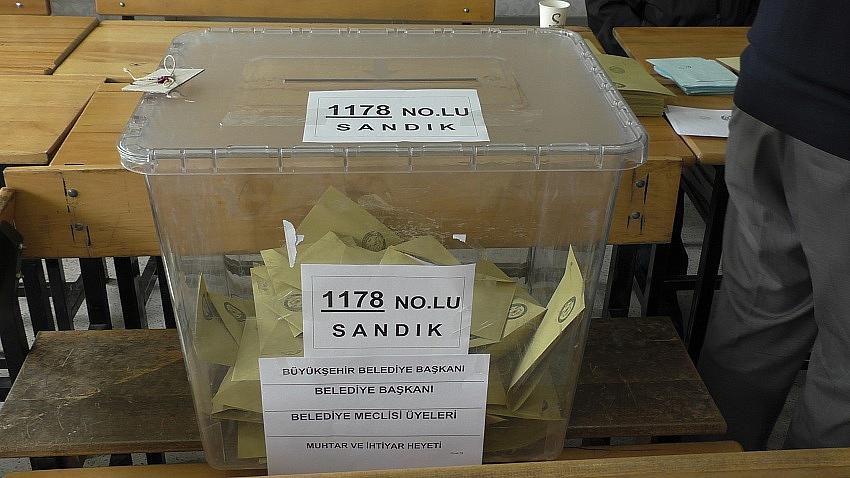 1178 NO.LU
SANDIK
1178 NO.LU
SANDIK
BÜYÜKŞEHİR BELEDİYE BAŞKANI
BELEDİYE BAŞKANI
BELEDİYE MECLİSİ ÜYELERİ
MUHTAR VE İHTİYAR HEYETİ